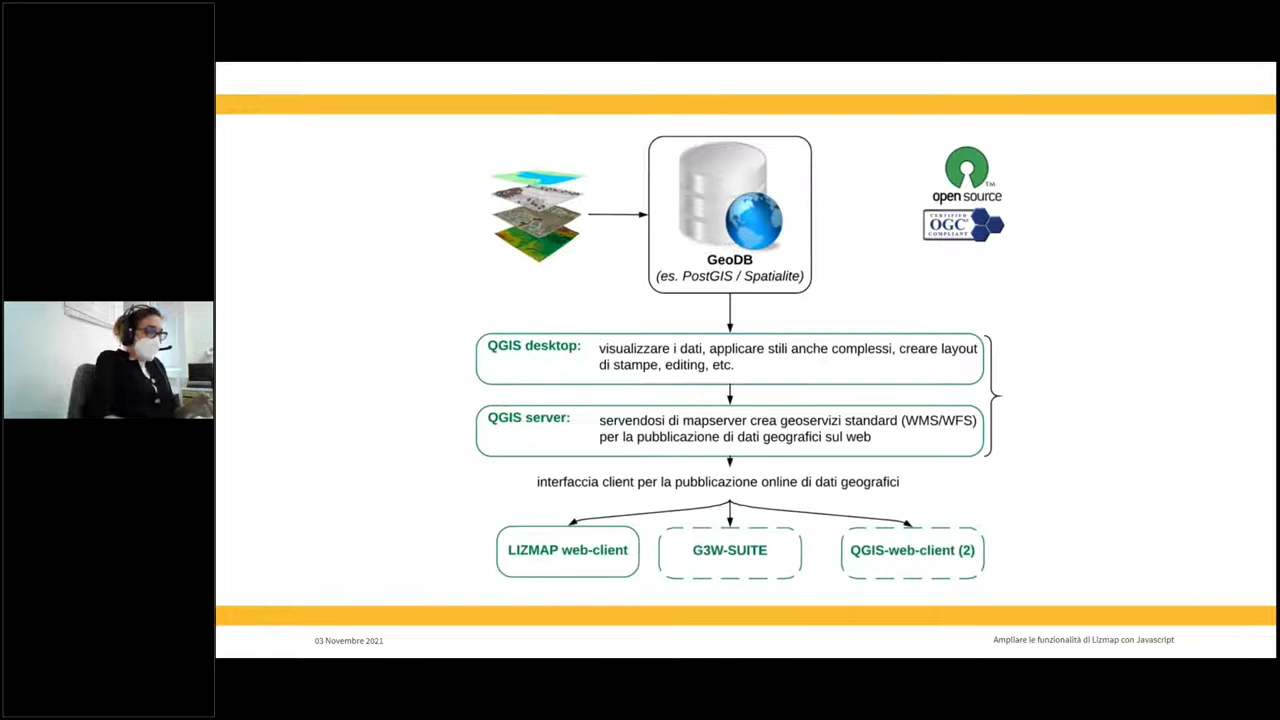 open source
TM
CERTIFIED
OGC®
COMPLIANT
GeoDB
(es. PostGIS / Spatialite)
QGIS desktop: visualizzare i dati, applicare stili anche complessi, creare layout
di stampe, editing, etc.
QGIS server: servendosi di mapserver crea geoservizi standard (WMS/WFS)
per la pubblicazione di dati geografici sul web
interfaccia client per la pubblicazione online di dati geografici
LIZMAP web-client
G3W-SUITE
QGIS-web-client (2)
03 Novembre 2021
Ampliare le funzionalità di Lizmap con Javascript